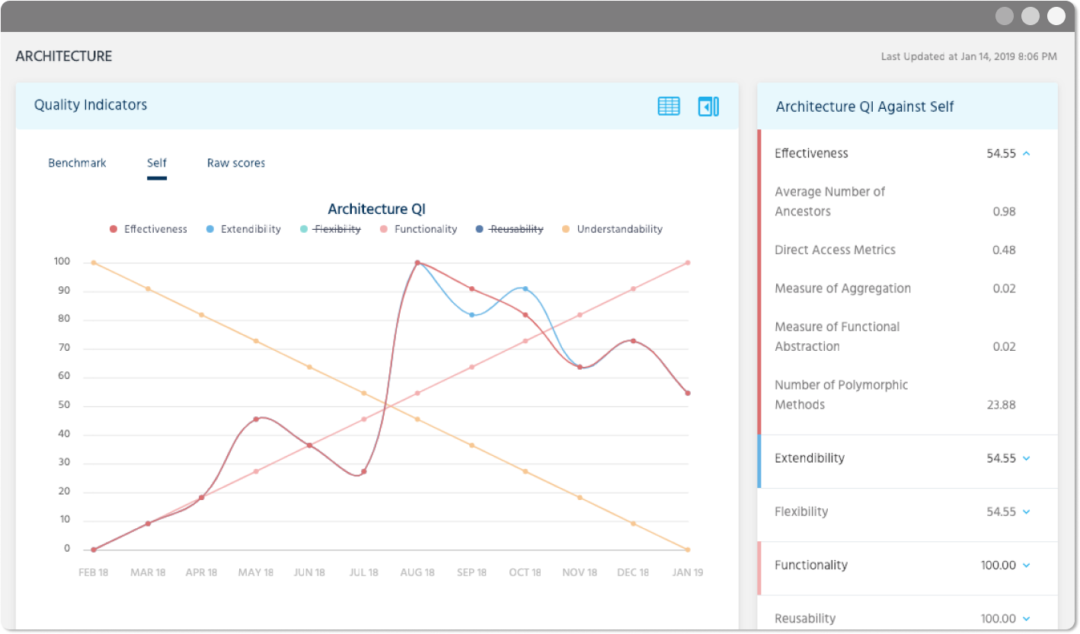 ARCHITECTURE
Last Updated at Jan 14, 2019 8:06 PM
Quality Indicators
Benchmark Self Raw scores
Architecture QI
Effectiveness Extendibility Flexibility Functionality Reusability Understandability
100
90
80
70
60
50
40
30
20
10
0
FEB 18 MAR 18 APR 18 MAY 18 JUN 18 JUL 18 AUG 18 SEP 18 OCT 18 NOV 18 DEC 18 JAN 19
Architecture QI Against Self
Effectiveness 54.55
Average Number of
Ancestors 0.98
Direct Access Metrics 0.48
Measure of Aggregation 0.02
Measure of Functional
Abstraction 0.02
Number of Polymorphic
Methods 23.88
Extendibility 54.55
Flexibility 54.55
Functionality 100.00
Reusability 100.00